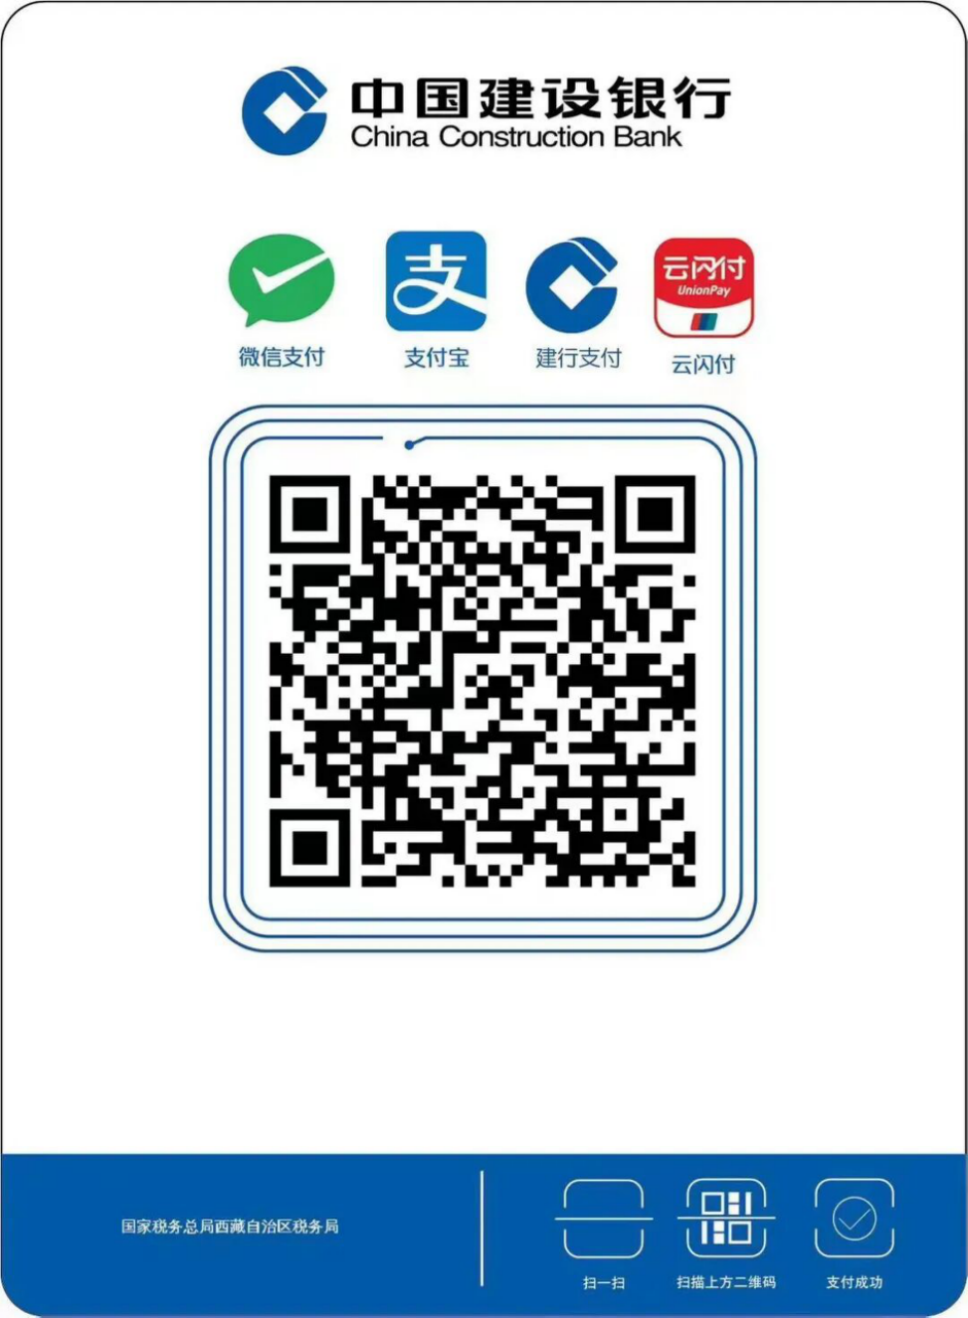 中国建设银行
China Construction Bank
支
云闪付
UnionPay
微信支付
支付宝
建行支付
云闪付
国家税务总局西藏自治区税务局
扫一扫
扫描上方二维码
支付成功